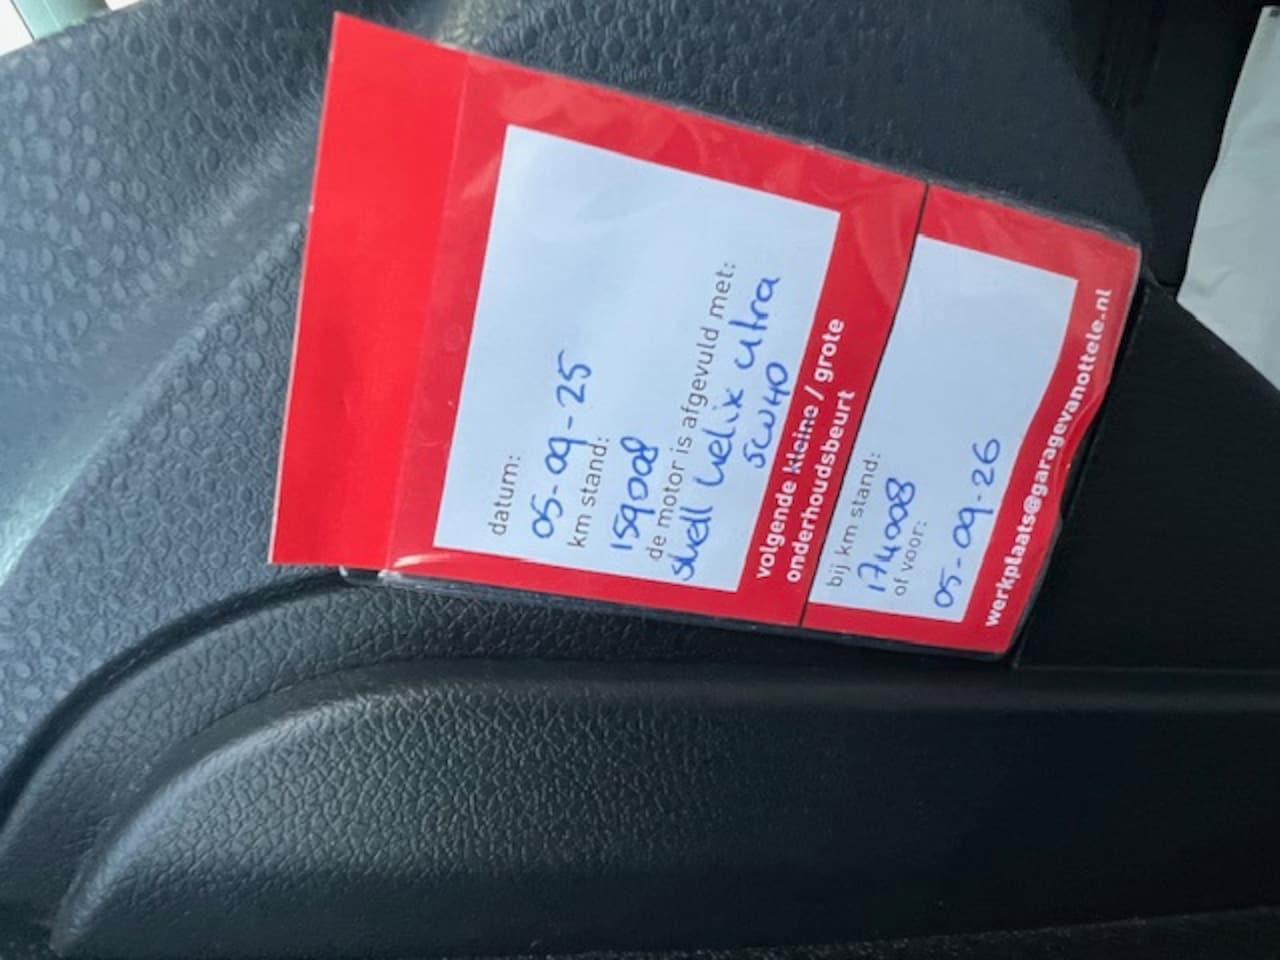 datum:
05-09-25
km stand:
159008
de motor is afgevuld met:
shell helix ultra
5W40
volgende kleine / grote
onderhoudsbeurt
bij km stand:
174008
of voor:
05-09-26
werkplaats@garagevanottele.nl